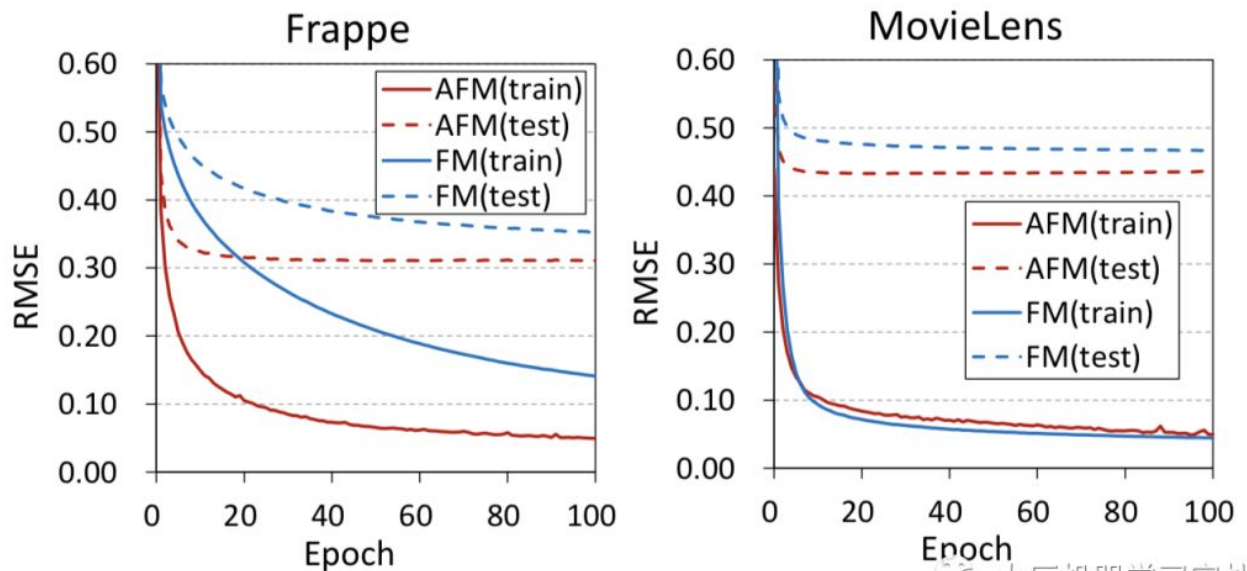 Frappe
0.60
0.50
0.40
0.30
0.20
0.10
0.00
RMSE
AFM(train)
AFM(test)
FM(train)
FM(test)
0 20 40 60 80 100
Epoch
MovieLens
0.60
0.50
0.40
0.30
0.20
0.10
0.00
RMSE
AFM(train)
AFM(test)
FM(train)
FM(test)
0 20 40 60 80 100
Epoch